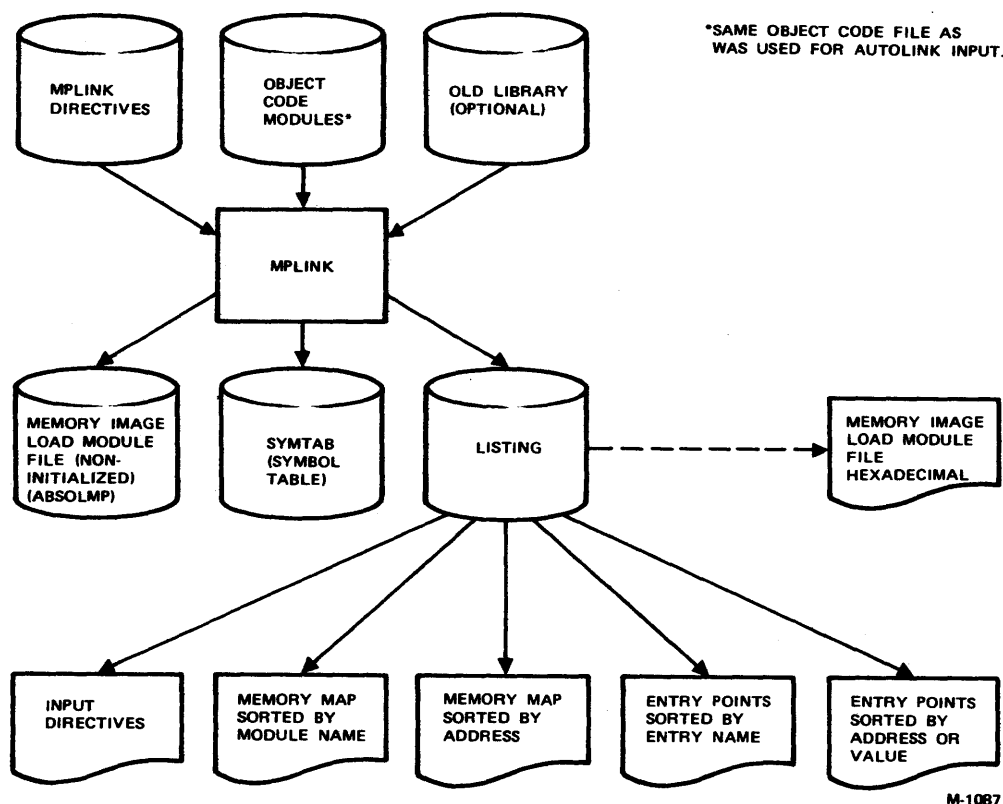 *SAME OBJECT CODE FILE AS
WAS USED FOR AUTOLINK INPUT.
MPLINK
DIRECTIVES
OBJECT
CODE
MODULES*
OLD LIBRARY
(OPTIONAL)
MPLINK
MEMORY IMAGE
LOAD MODULE
FILE (NON-
INITIALIZED)
(ABSOLMP)
SYMTAB
(SYMBOL
TABLE)
LISTING
MEMORY IMAGE
LOAD MODULE
FILE
HEXADECIMAL
INPUT
DIRECTIVES
MEMORY MAP
SORTED BY
MODULE NAME
MEMORY MAP
SORTED BY
ADDRESS
ENTRY POINTS
SORTED BY
ENTRY NAME
ENTRY POINTS
SORTED BY
ADDRESS OR
VALUE
M-1087